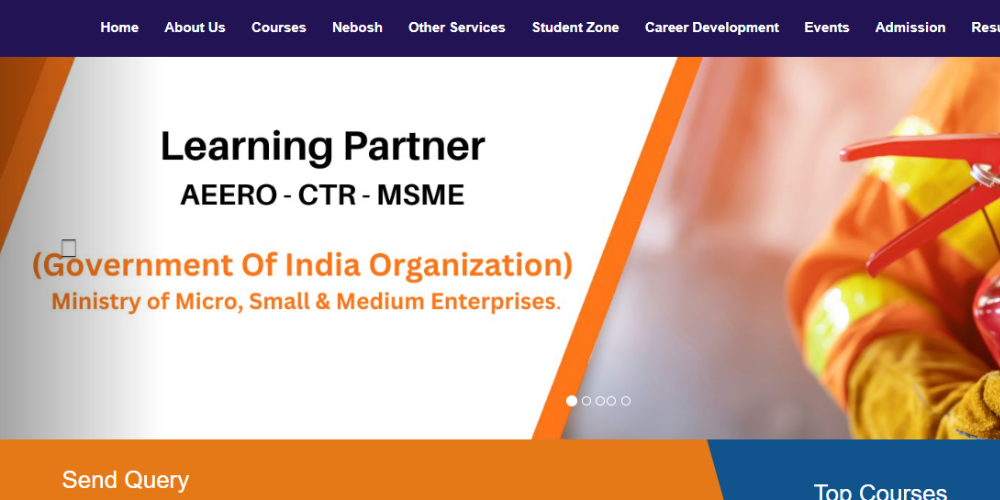 Home About Us Courses Nebosh Other Services Student Zone Career Development Events Admission Resu
Learning Partner
AEERO - CTR - MSME
(Government Of India Organization)
Ministry of Micro, Small & Medium Enterprises.
Send Query
Top Courses